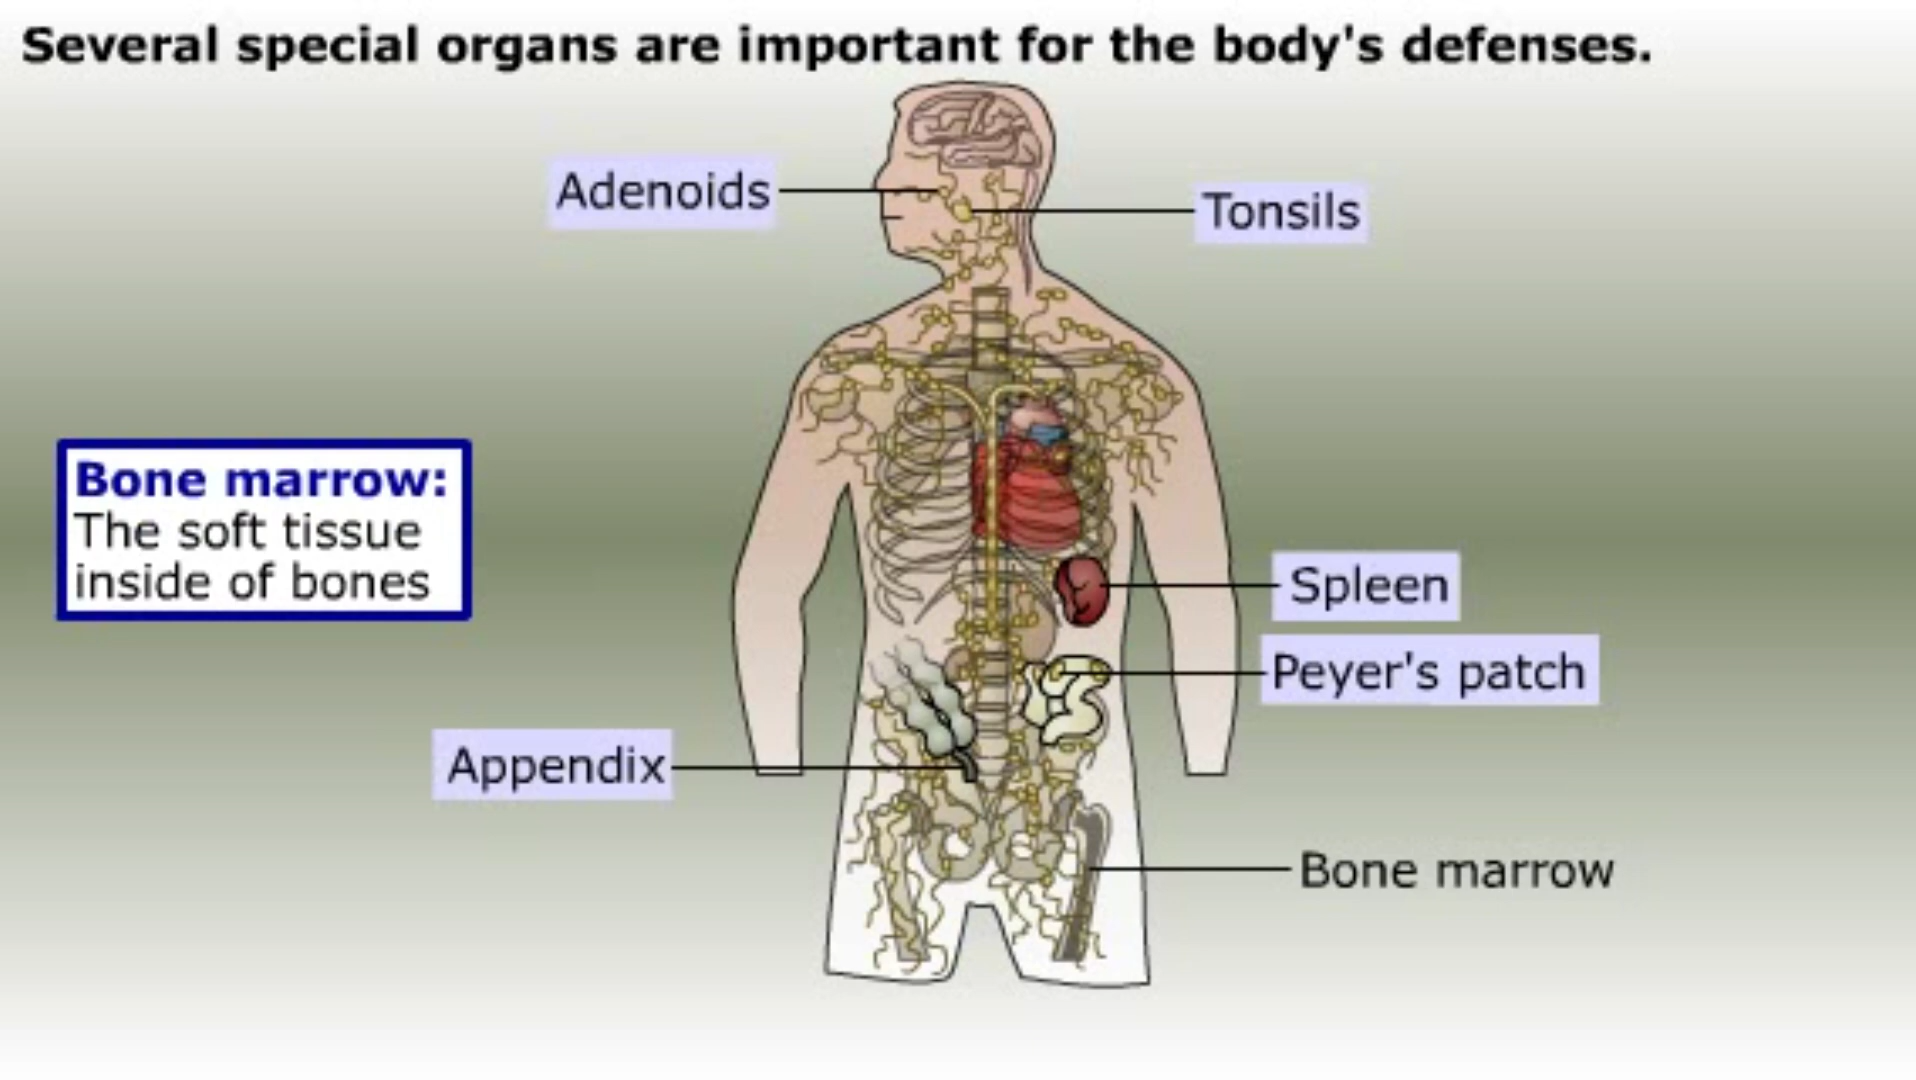 Several special organs are important for the body's defenses.
Adenoids
Tonsils
Bone marrow:
The soft tissue
inside of bones
Spleen
Peyer's patch
Appendix
Bone marrow